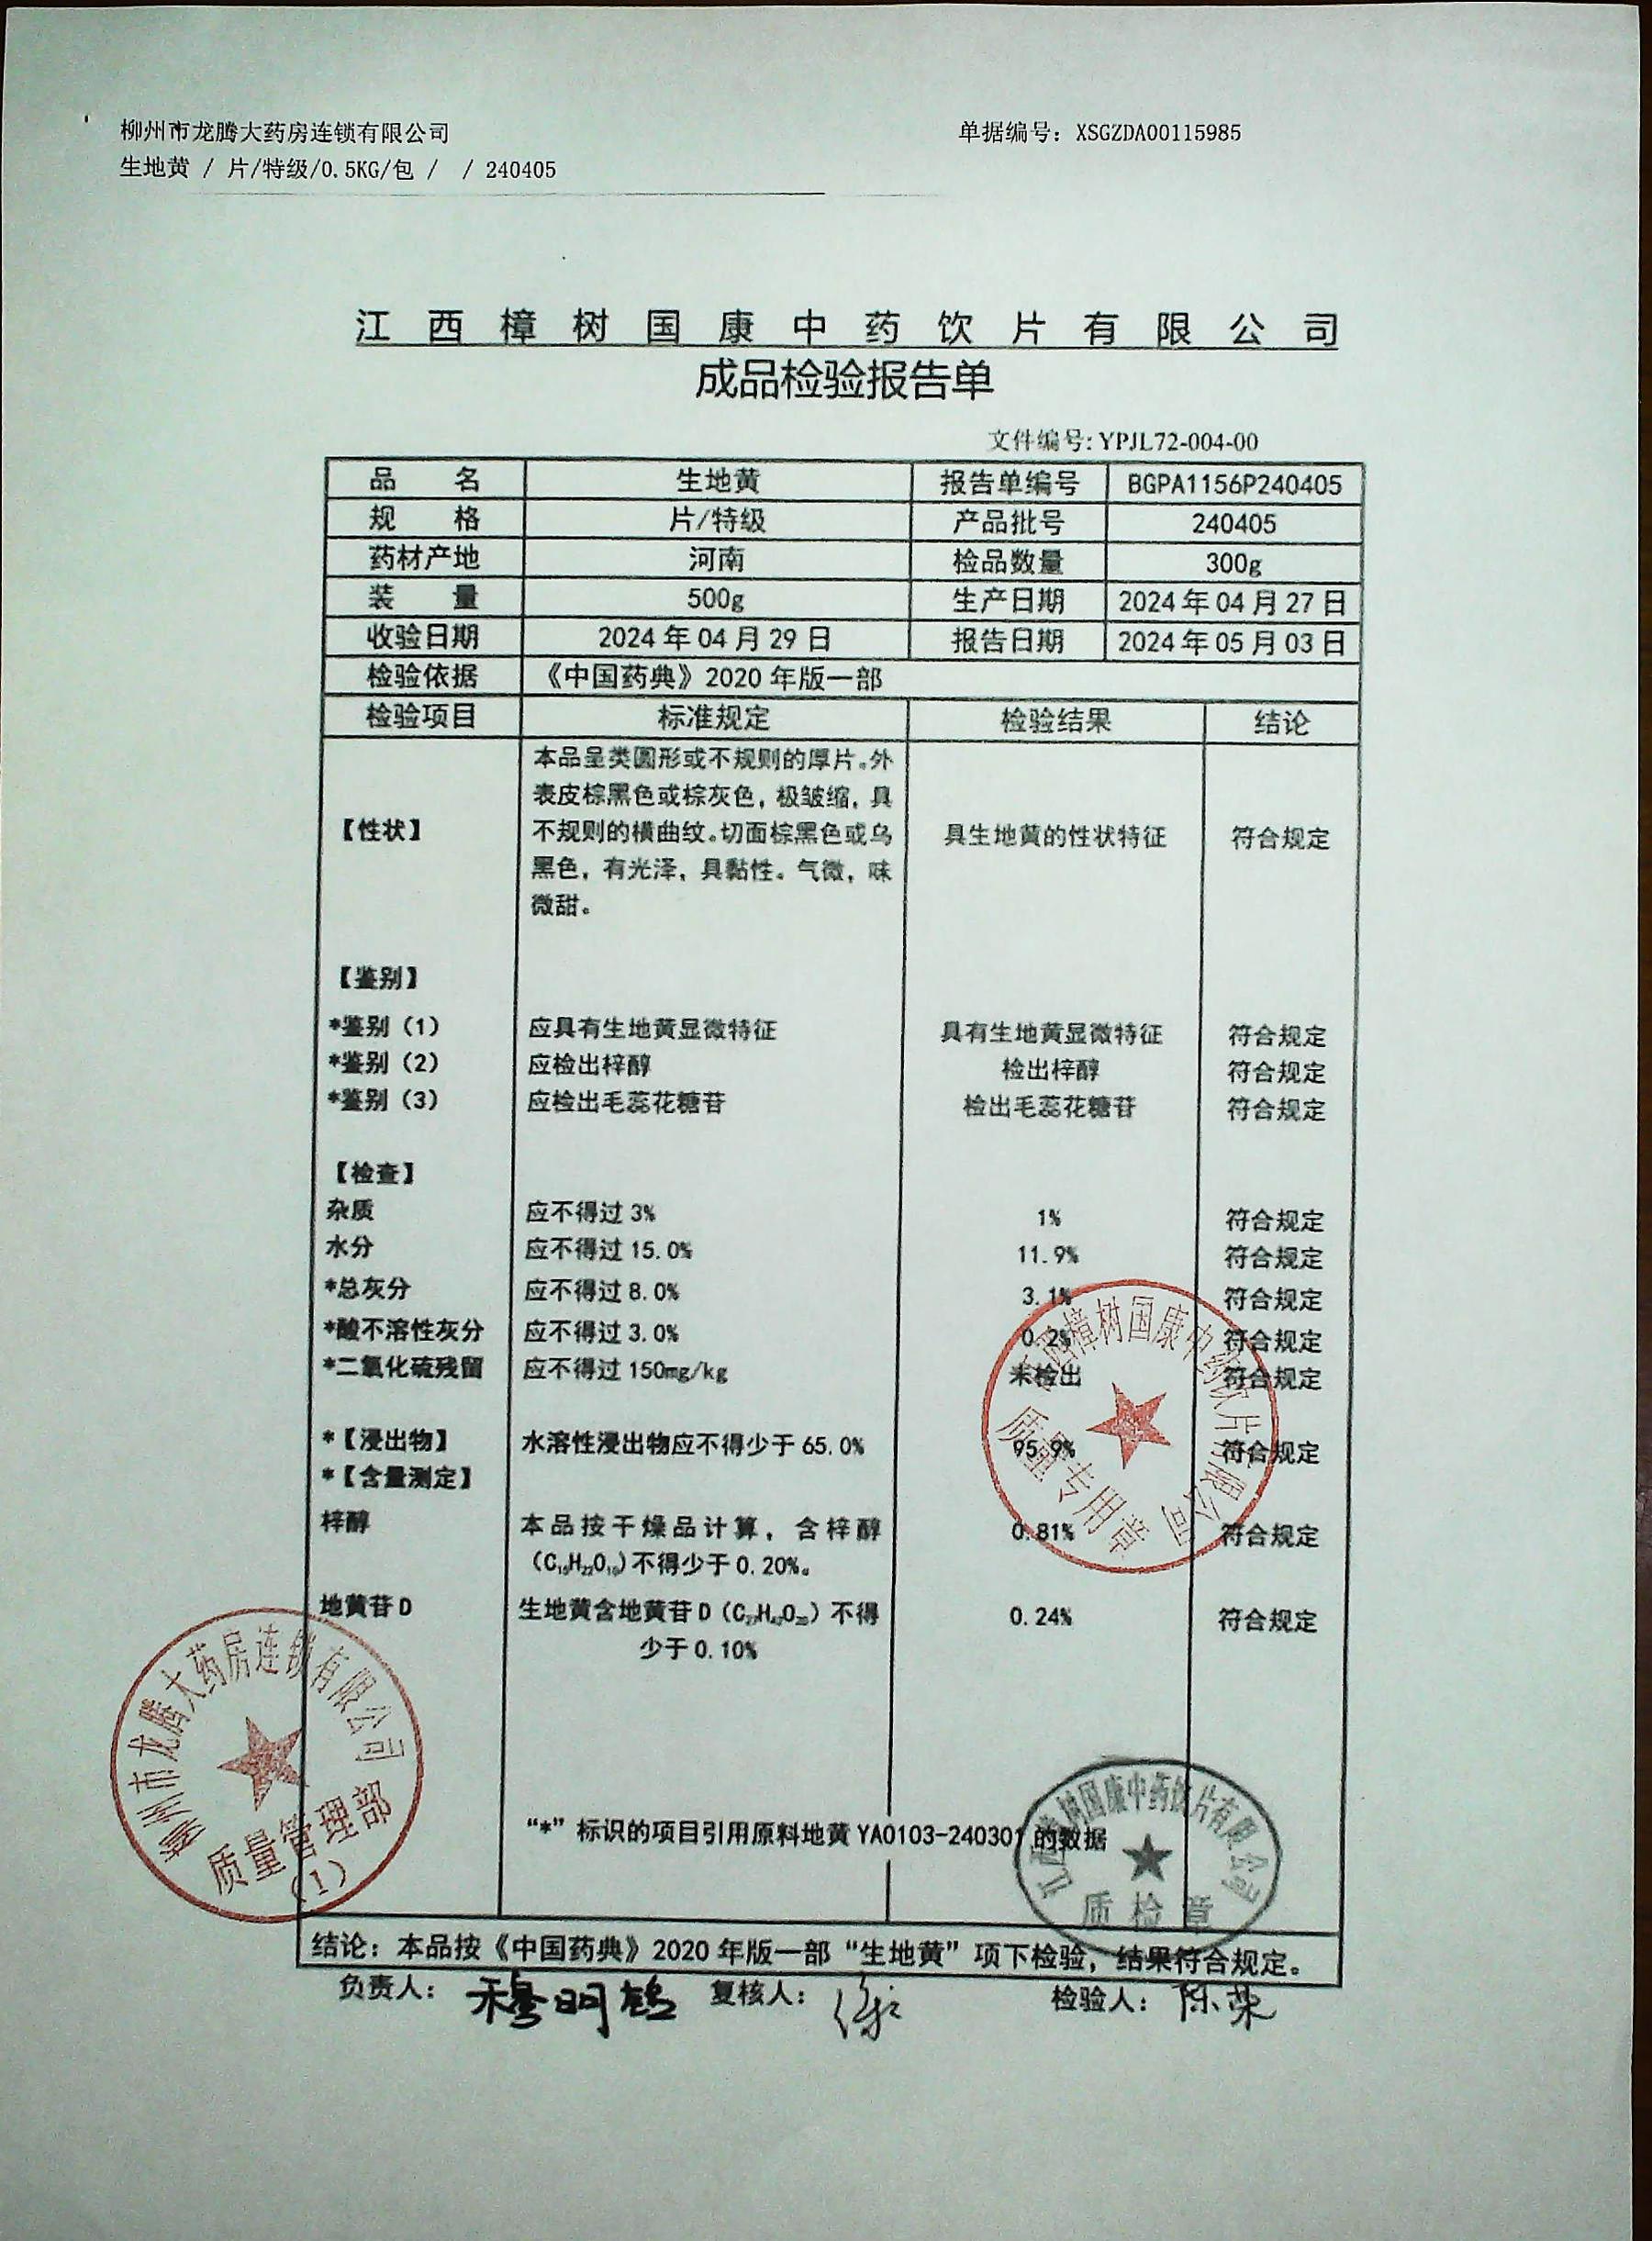 柳州市龙腾大药房连锁有限公司 单据编号：XSGZDA00115985
生地黄 / 片/特级/0.5KG/包 / / 240405
江西樟树国康中药饮片有限公司
成品检验报告单
文件编号:YPJL72-004-00
品 名 生地黄 报告单编号 BGPA1156P240405
规 格 片/特级 产品批号 240405
药材产地 河南 检品数量 300g
装 量 500g 生产日期 2024年04月27日
收验日期 2024年04月29日 报告日期 2024年05月03日
检验依据 《中国药典》2020年版一部
检验项目 标准规定 检验结果 结论
本品呈类圆形或不规则的厚片。外
表皮棕黑色或棕灰色，极皱缩，具
【性状】 不规则的横曲纹。切面棕黑色或乌 具生地黄的性状特征 符合规定
黑色，有光泽，具黏性。气微，味
微甜。
【鉴别】
*鉴别（1） 应具有生地黄显微特征 具有生地黄显微特征 符合规定
*鉴别（2） 应检出梓醇 检出梓醇 符合规定
*鉴别（3） 应检出毛蕊花糖苷 检出毛蕊花糖苷 符合规定
【检查】
杂质 应不得过3% 1% 符合规定
水分 应不得过15.0% 11.9% 符合规定
*总灰分 应不得过8.0% 3.1% 符合规定
*酸不溶性灰分 应不得过3.0% 0.2% 符合规定
*二氧化硫残留 应不得过150mg/kg 未检出 符合规定
*【浸出物】 水溶性浸出物应不得少于65.0% 95.9% 符合规定
*【含量测定】
梓醇 本品按干燥品计算，含梓醇 0.81% 符合规定
（C₁₅H₂₂O₁₀）不得少于0.20%。
地黄苷D 生地黄含地黄苷D（C₂₇H₄₂O₂₀）不得 0.24% 符合规定
少于0.10%
“*”标识的项目引用原料地黄YA0103-240301的数据
结论：本品按《中国药典》2020年版一部“生地黄”项下检验，结果符合规定。
负责人：穆明 复核人： 检验人：陈荣
江西樟树国康中药饮片有限公司
质量专用章
柳州市龙腾大药房连锁有限公司
质量管理部
（1）
江西樟树国康中药饮片有限公司
质检章